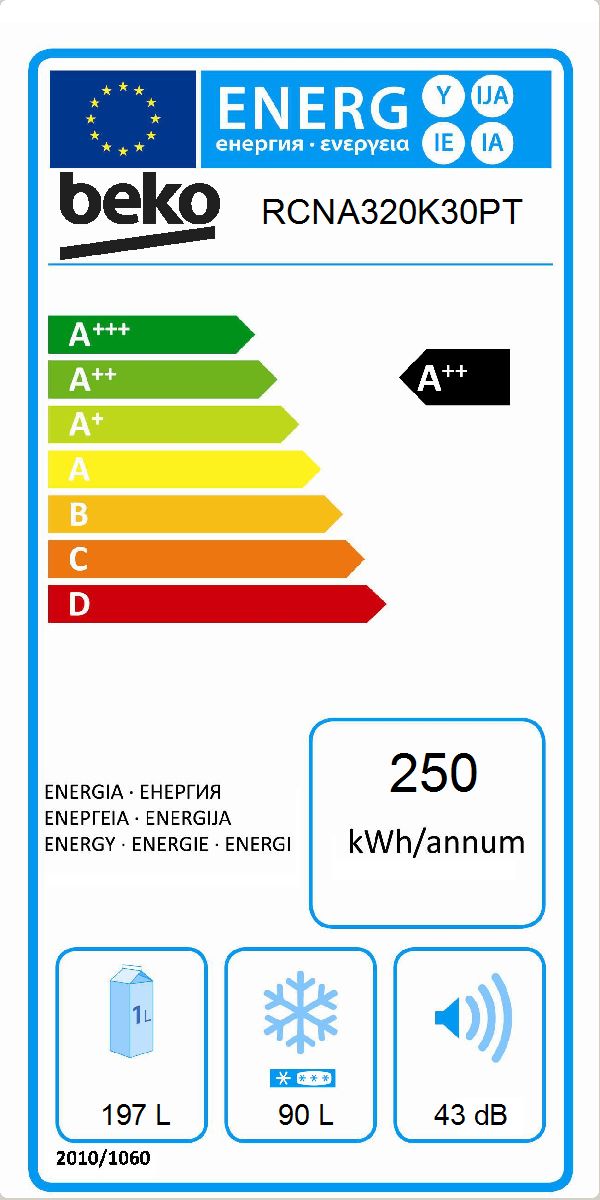 ENERG
енергия · ενεργεια
Y
IJA
IE
IA
beko
RCNA320K30PT
A+++
A++
A++
A+
A
B
C
D
250
kWh/annum
ENERGIA · ЕНЕРГИЯ
ΕΝΕΡΓΕΙΑ · ENERGIJA
ENERGY · ENERGIE · ENERGI
1L
197 L
90 L
43 dB
2010/1060